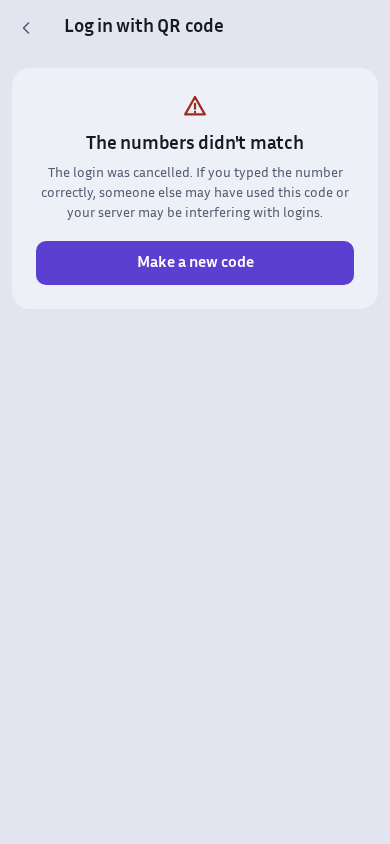 Log in with QR code
The numbers didn't match
The login was cancelled. If you typed the number
correctly, someone else may have used this code or
your server may be interfering with logins.
Make a new code